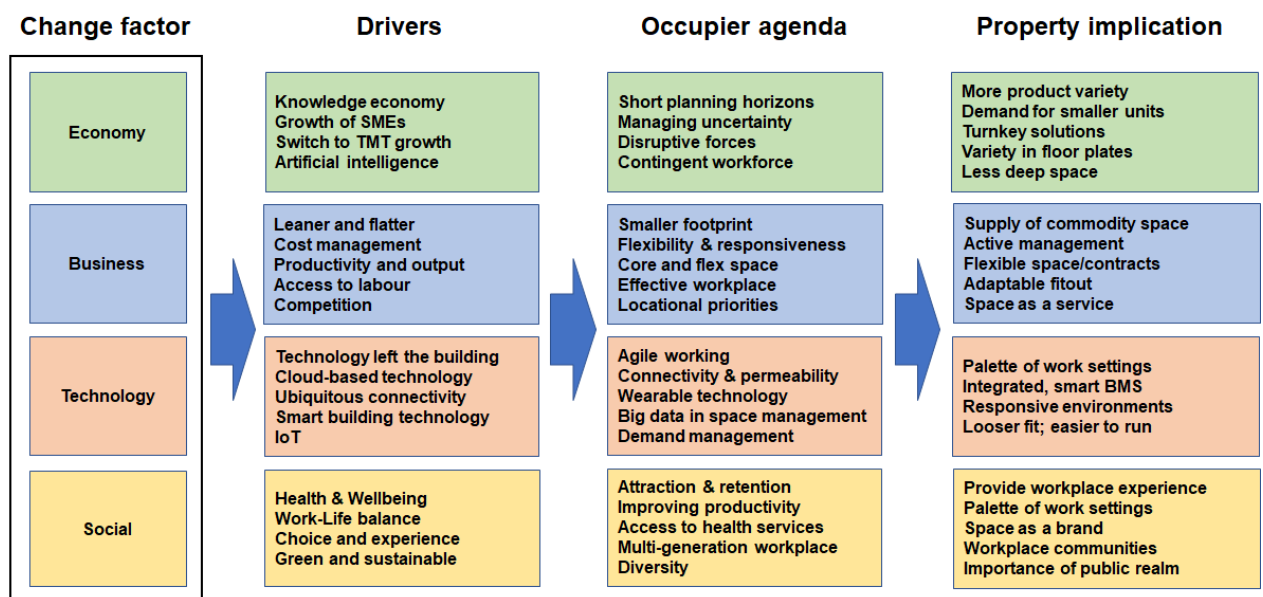 Change factor
Drivers
Occupier agenda
Property implication
Economy
Knowledge economy
Growth of SMEs
Switch to TMT growth
Artificial intelligence
Short planning horizons
Managing uncertainty
Disruptive forces
Contingent workforce
More product variety
Demand for smaller units
Turnkey solutions
Variety in floor plates
Less deep space
Business
Leaner and flatter
Cost management
Productivity and output
Access to labour
Competition
Smaller footprint
Flexibility & responsiveness
Core and flex space
Effective workplace
Locational priorities
Supply of commodity space
Active management
Flexible space/contracts
Adaptable fitout
Space as a service
Technology
Technology left the building
Cloud-based technology
Ubiquitous connectivity
Smart building technology
IoT
Agile working
Connectivity & permeability
Wearable technology
Big data in space management
Demand management
Palette of work settings
Integrated, smart BMS
Responsive environments
Looser fit; easier to run
Social
Health & Wellbeing
Work-Life balance
Choice and experience
Green and sustainable
Attraction & retention
Improving productivity
Access to health services
Multi-generation workplace
Diversity
Provide workplace experience
Palette of work settings
Space as a brand
Workplace communities
Importance of public realm